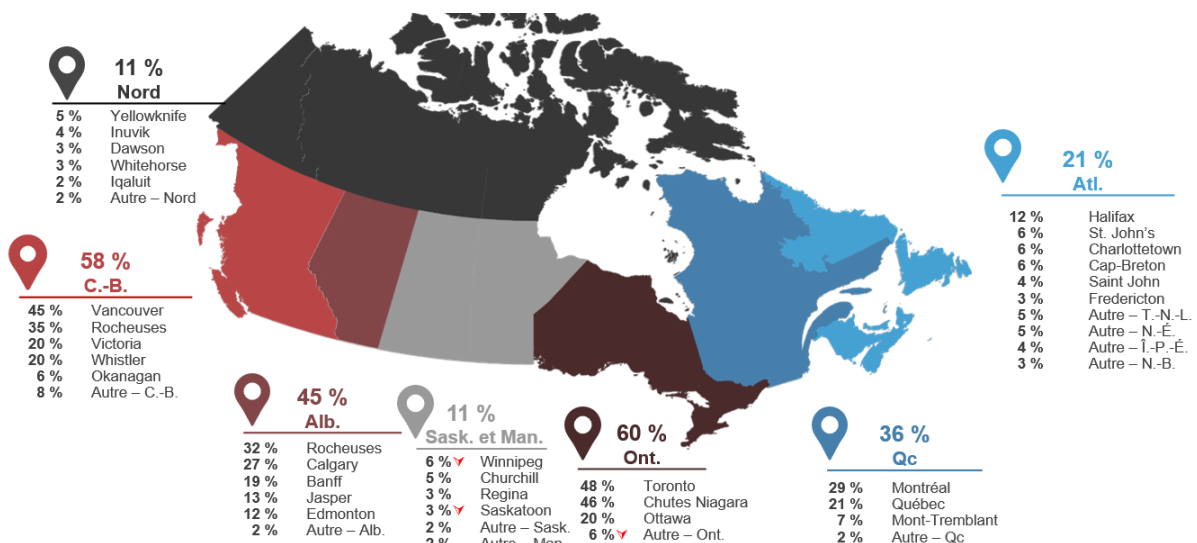 11 %
Nord
5 % Yellowknife
4 % Inuvik
3 % Dawson
3 % Whitehorse
2 % Iqaluit
2 % Autre – Nord
58 %
C.-B.
45 % Vancouver
35 % Rocheuses
20 % Victoria
20 % Whistler
6 % Okanagan
8 % Autre – C.-B.
45 %
Alb.
32 % Rocheuses
27 % Calgary
19 % Banff
13 % Jasper
12 % Edmonton
2 % Autre – Alb.
11 %
Sask. et Man.
6 % Winnipeg
5 % Churchill
3 % Regina
3 % Saskatoon
2 % Autre – Sask.
2 % Autre – Man.
60 %
Ont.
48 % Toronto
46 % Chutes Niagara
20 % Ottawa
6 % Autre – Ont.
36 %
Qc
29 % Montréal
21 % Québec
7 % Mont-Tremblant
2 % Autre – Qc
21 %
Atl.
12 % Halifax
6 % St. John's
6 % Charlottetown
6 % Cap-Breton
4 % Saint John
3 % Fredericton
5 % Autre – T.-N.-L.
5 % Autre – N.-É.
4 % Autre – Î.-P.-É.
3 % Autre – N.-B.